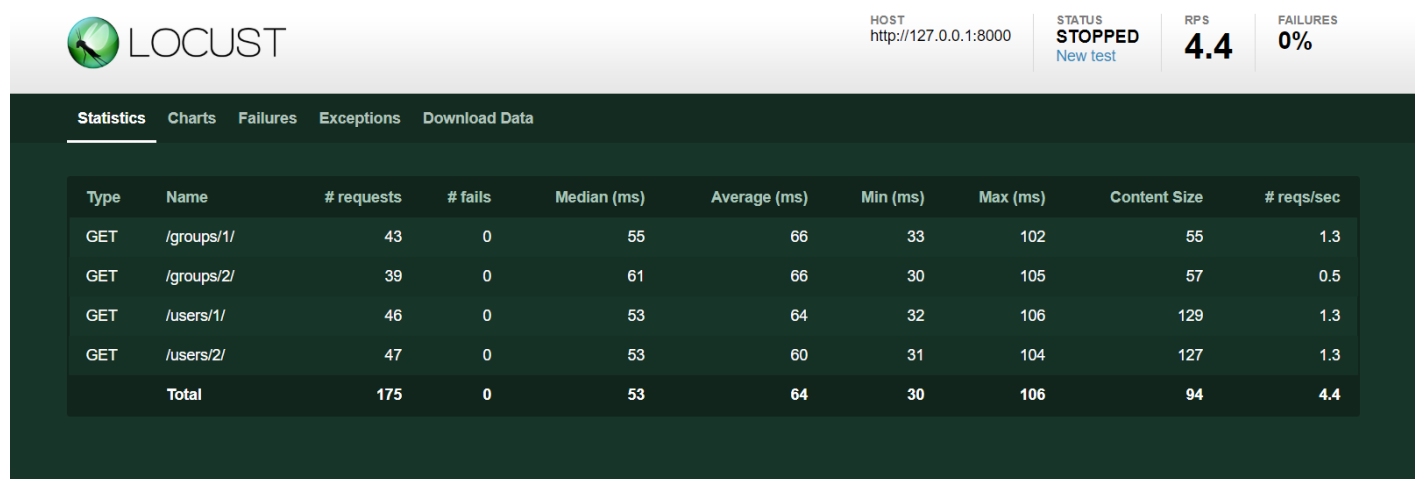 LOCUST
HOST
http://127.0.0.1:8000
STATUS
STOPPED
New test
RPS
4.4
FAILURES
0%
Statistics Charts Failures Exceptions Download Data
Type Name # requests # fails Median (ms) Average (ms) Min (ms) Max (ms) Content Size # reqs/sec
GET /groups/1/ 43 0 55 66 33 102 55 1.3
GET /groups/2/ 39 0 61 66 30 105 57 0.5
GET /users/1/ 46 0 53 64 32 106 129 1.3
GET /users/2/ 47 0 53 60 31 104 127 1.3
Total 175 0 53 64 30 106 94 4.4